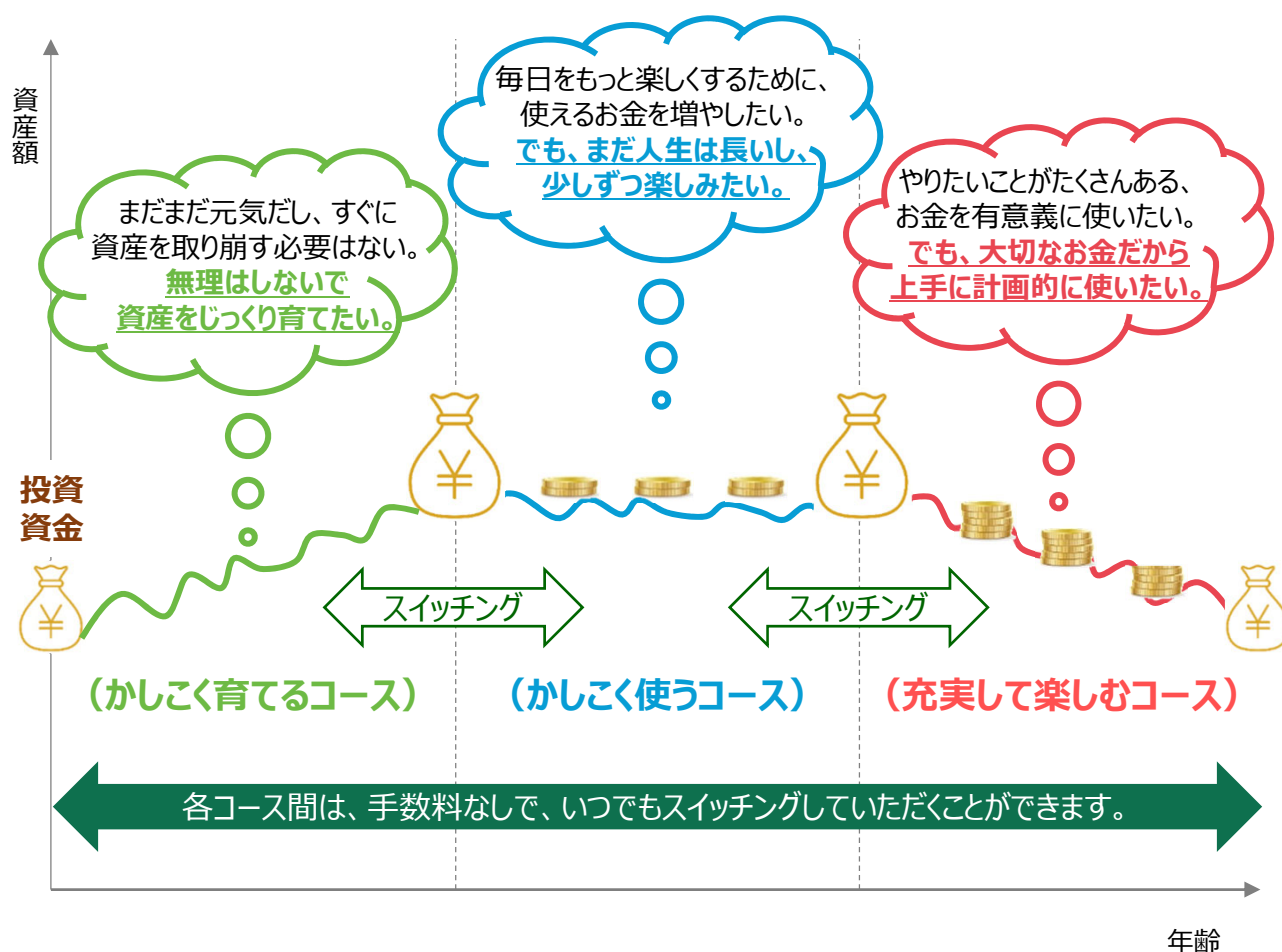 資産額
まだまだ元気だし、すぐに
資産を取り崩す必要はない。
無理はしないで
資産をじっくり育てたい。
毎日をもっと楽しくするために、
使えるお金を増やしたい。
でも、まだ人生は長いし、
少しずつ楽しみたい。
やりたいことがたくさんある、
お金を有意義に使いたい。
でも、大切なお金だから
上手に計画的に使いたい。
投資
資金
¥
¥
¥
¥
スイッチング
スイッチング
（かしこく育てるコース）
（かしこく使うコース）
（充実して楽しむコース）
各コース間は、手数料なしで、いつでもスイッチングしていただくことができます。
年齢